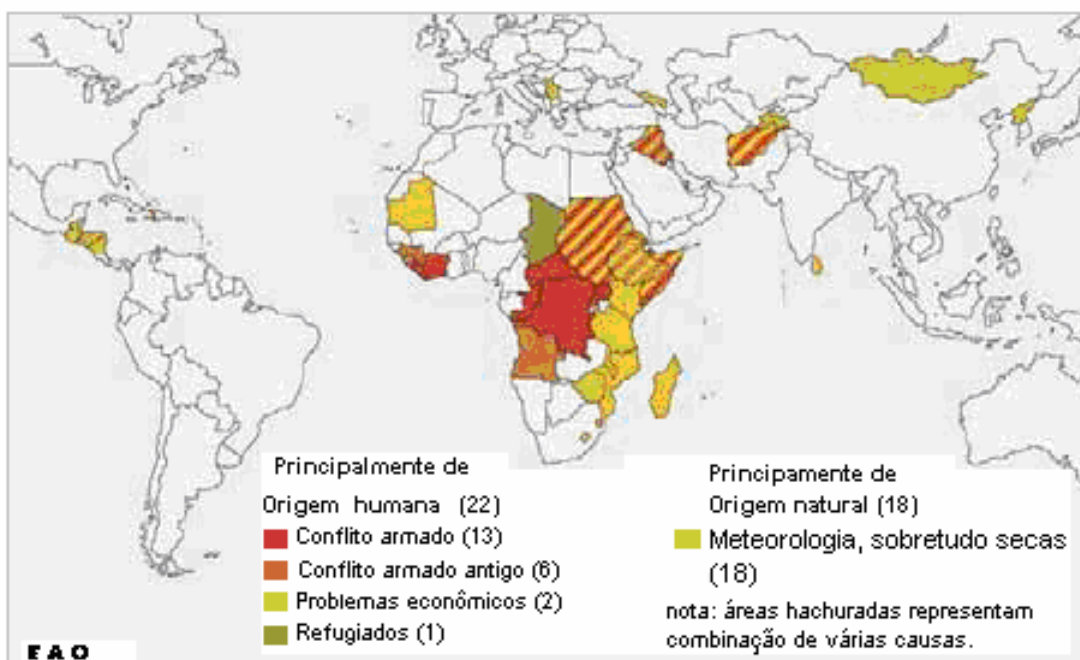 Principalmente de
Origem humana (22)
Conflito armado (13)
Conflito armado antigo (6)
Problemas econômicos (2)
Refugiados (1)
Principamente de
Origem natural (18)
Meteorologia, sobretudo secas
(18)
nota: áreas hachuradas representam
combinação de várias causas.
FAO